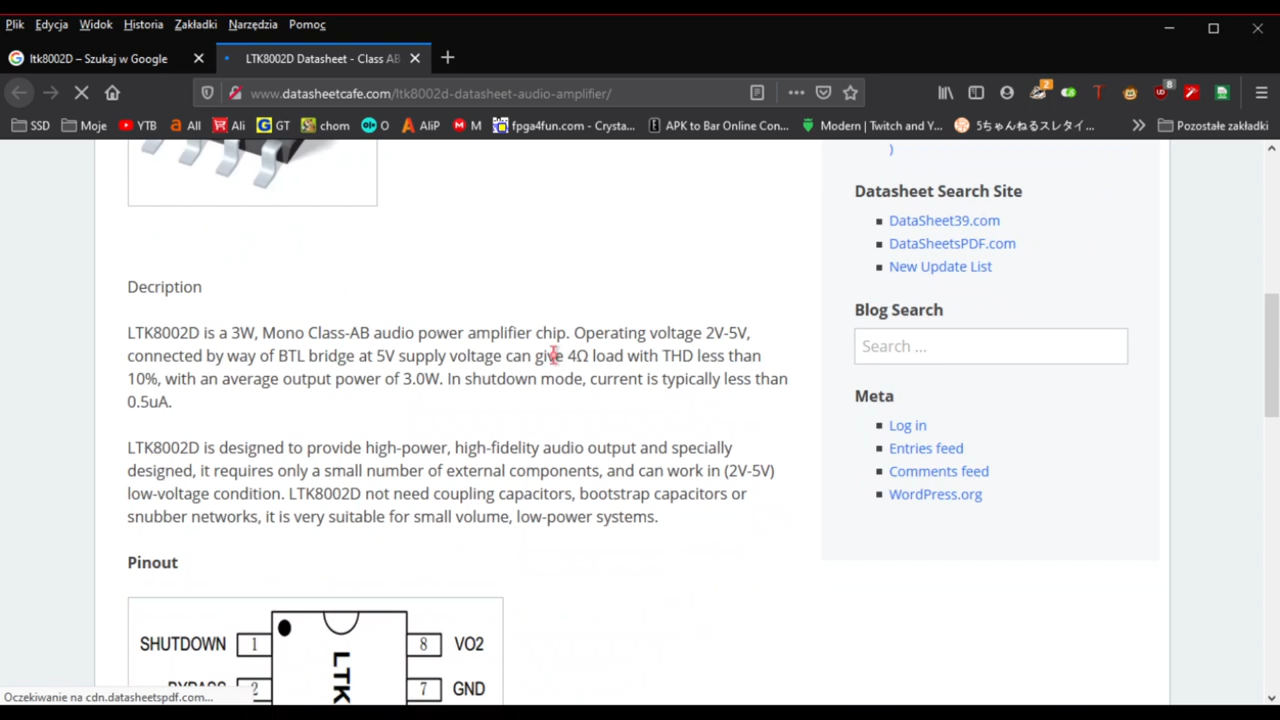 Plik Edycja Widok Historia Zakładki Narzędzia Pomoc
ltk8002D – Szukaj w Google
LTK8002D Datasheet - Class AB
www.datasheetcafe.com/ltk8002d-datasheet-audio-amplifier/
2
8
SSD Moje YTB All Ali GT chom O AliP M fpga4fun.com - Crysta... APK to Bar Online Con... Modern | Twitch and Y... 5ちゃんねるスレタイ... Pozostałe zakładki
)
Datasheet Search Site
DataSheet39.com
DataSheetsPDF.com
New Update List
Blog Search
Search ...
Meta
Log in
Entries feed
Comments feed
WordPress.org
Decription
LTK8002D is a 3W, Mono Class-AB audio power amplifier chip. Operating voltage 2V-5V,
connected by way of BTL bridge at 5V supply voltage can give 4Ω load with THD less than
10%, with an average output power of 3.0W. In shutdown mode, current is typically less than
0.5uA.
LTK8002D is designed to provide high-power, high-fidelity audio output and specially
designed, it requires only a small number of external components, and can work in (2V-5V)
low-voltage condition. LTK8002D not need coupling capacitors, bootstrap capacitors or
snubber networks, it is very suitable for small volume, low-power systems.
Pinout
SHUTDOWN 1 8 VO2
2 7 GND
LTK
Oczekiwanie na cdn.datasheetspdf.com...